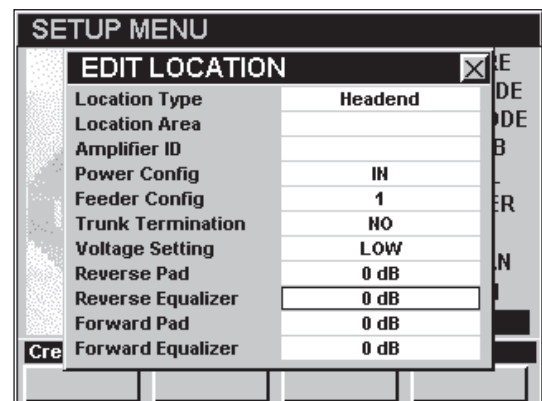 SETUP MENU
EDIT LOCATION
Location Type Headend
Location Area
Amplifier ID
Power Config IN
Feeder Config 1
Trunk Termination NO
Voltage Setting LOW
Reverse Pad 0 dB
Reverse Equalizer 0 dB
Forward Pad 0 dB
Forward Equalizer 0 dB